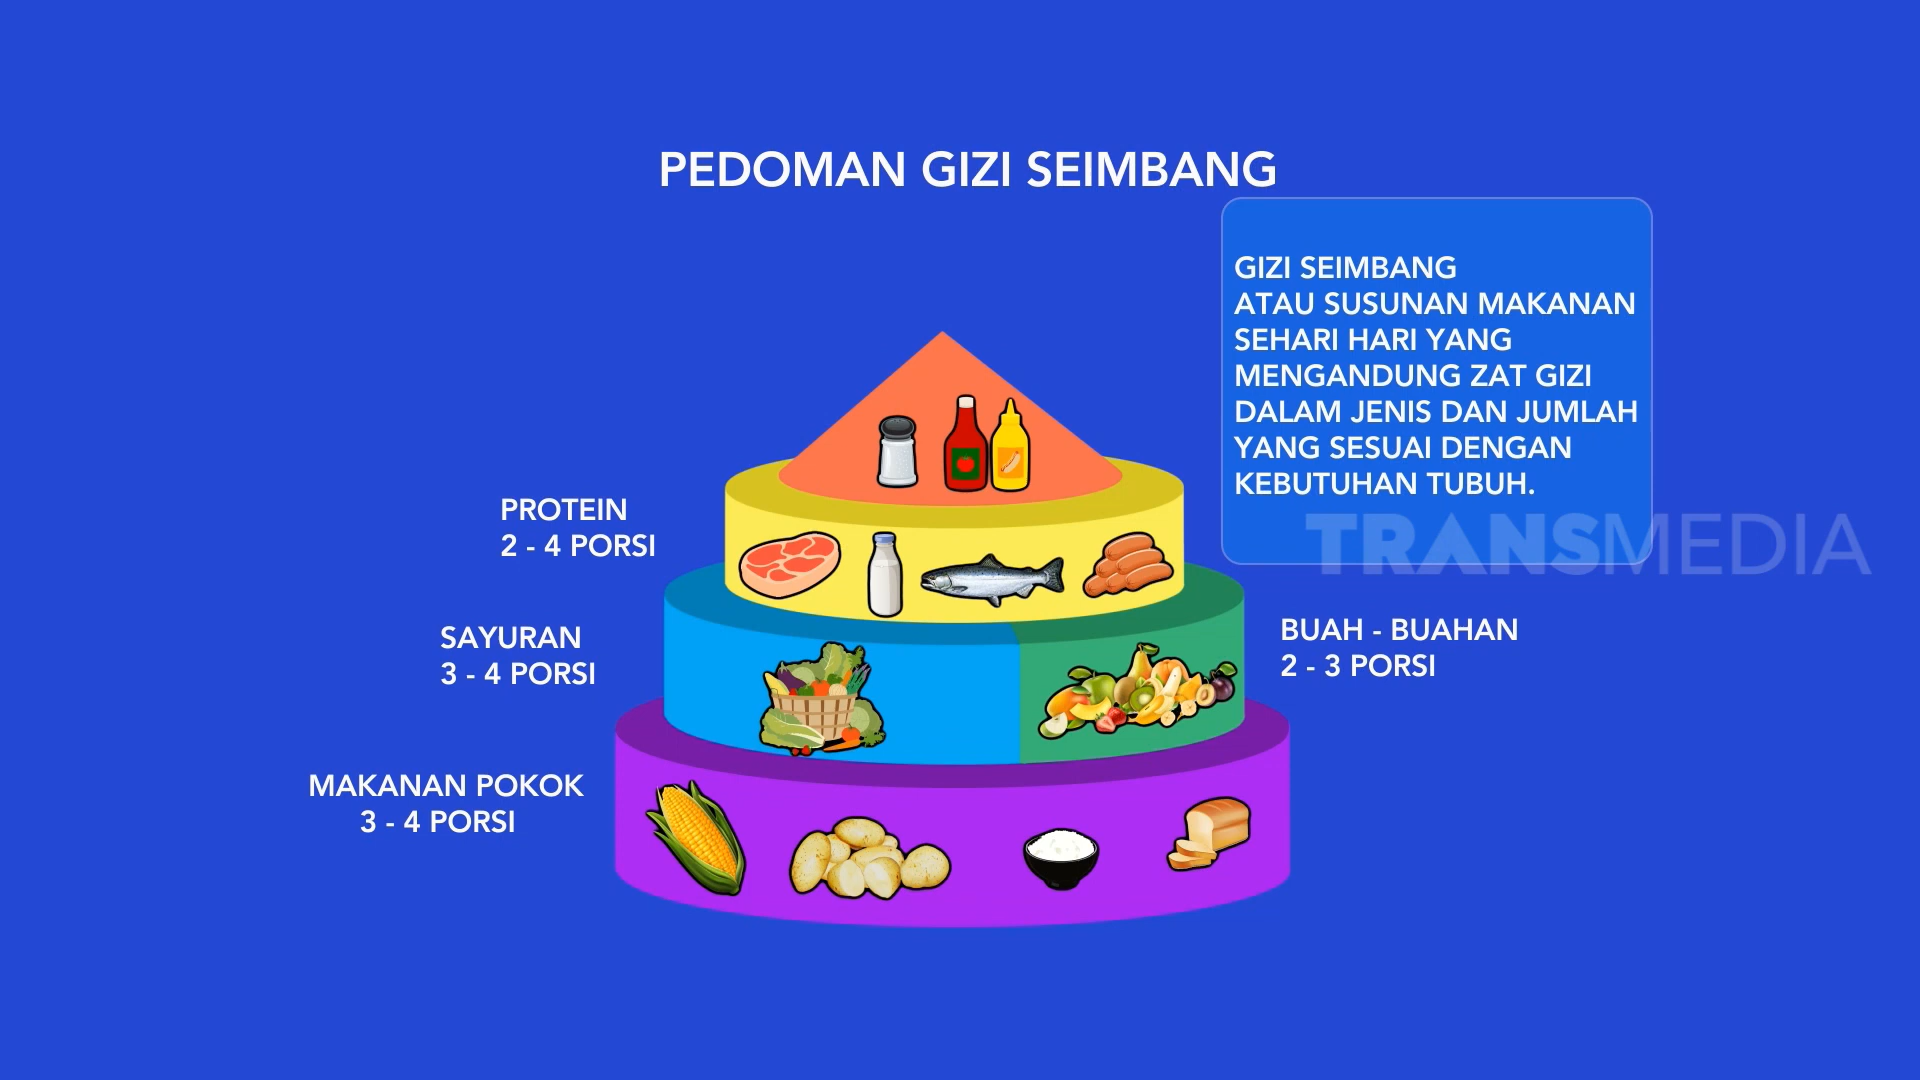 PEDOMAN GIZI SEIMBANG
GIZI SEIMBANG
ATAU SUSUNAN MAKANAN
SEHARI HARI YANG
MENGANDUNG ZAT GIZI
DALAM JENIS DAN JUMLAH
YANG SESUAI DENGAN
KEBUTUHAN TUBUH.
TRANSMEDIA
PROTEIN
2 - 4 PORSI
SAYURAN
3 - 4 PORSI
BUAH - BUAHAN
2 - 3 PORSI
MAKANAN POKOK
3 - 4 PORSI